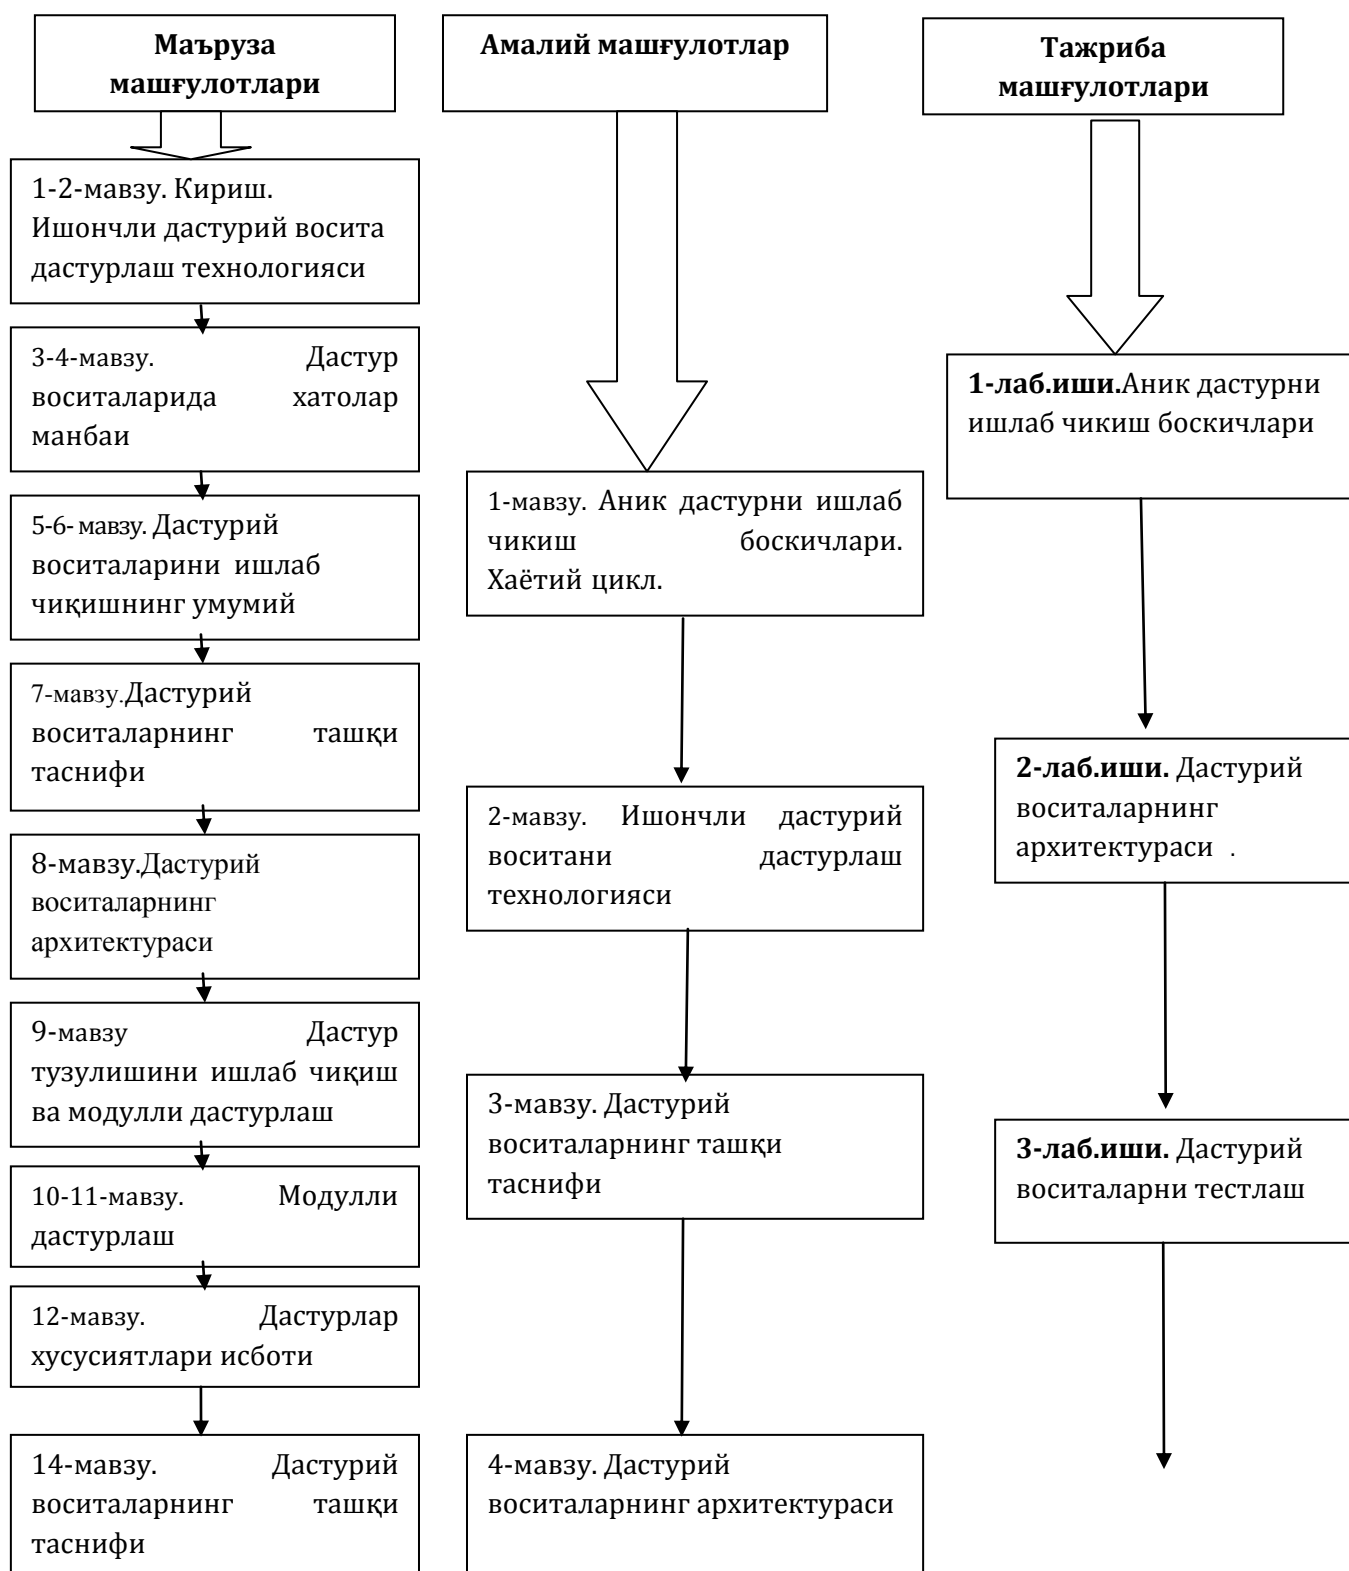 Маъруза
машғулотлари
1-2-мавзу. Кириш.
Ишончли дастурий восита
дастурлаш технологияси
3-4-мавзу. Дастур
воситаларида хатолар
манбаи
5-6- мавзу. Дастурий
воситаларини ишлаб
чиқишнинг умумий
7-мавзу.Дастурий
воситаларнинг ташқи
таснифи
8-мавзу.Дастурий
воситаларнинг
архитектураси
9-мавзу Дастур
тузулишини ишлаб чиқиш
ва модулли дастурлаш
10-11-мавзу. Модулли
дастурлаш
12-мавзу. Дастурлар
хусусиятлари исботи
14-мавзу. Дастурий
воситаларнинг ташқи
таснифи
Амалий машғулотлар
1-мавзу. Аник дастурни ишлаб
чикиш боскичлари.
Хаётий цикл.
2-мавзу. Ишончли дастурий
воситани дастурлаш
технологияси
3-мавзу. Дастурий
воситаларнинг ташқи
таснифи
4-мавзу. Дастурий
воситаларнинг архитектураси
Тажриба
машғулотлари
1-лаб.иши.Аник дастурни
ишлаб чикиш боскичлари
2-лаб.иши. Дастурий
воситаларнинг
архитектураси .
3-лаб.иши. Дастурий
воситаларни тестлаш